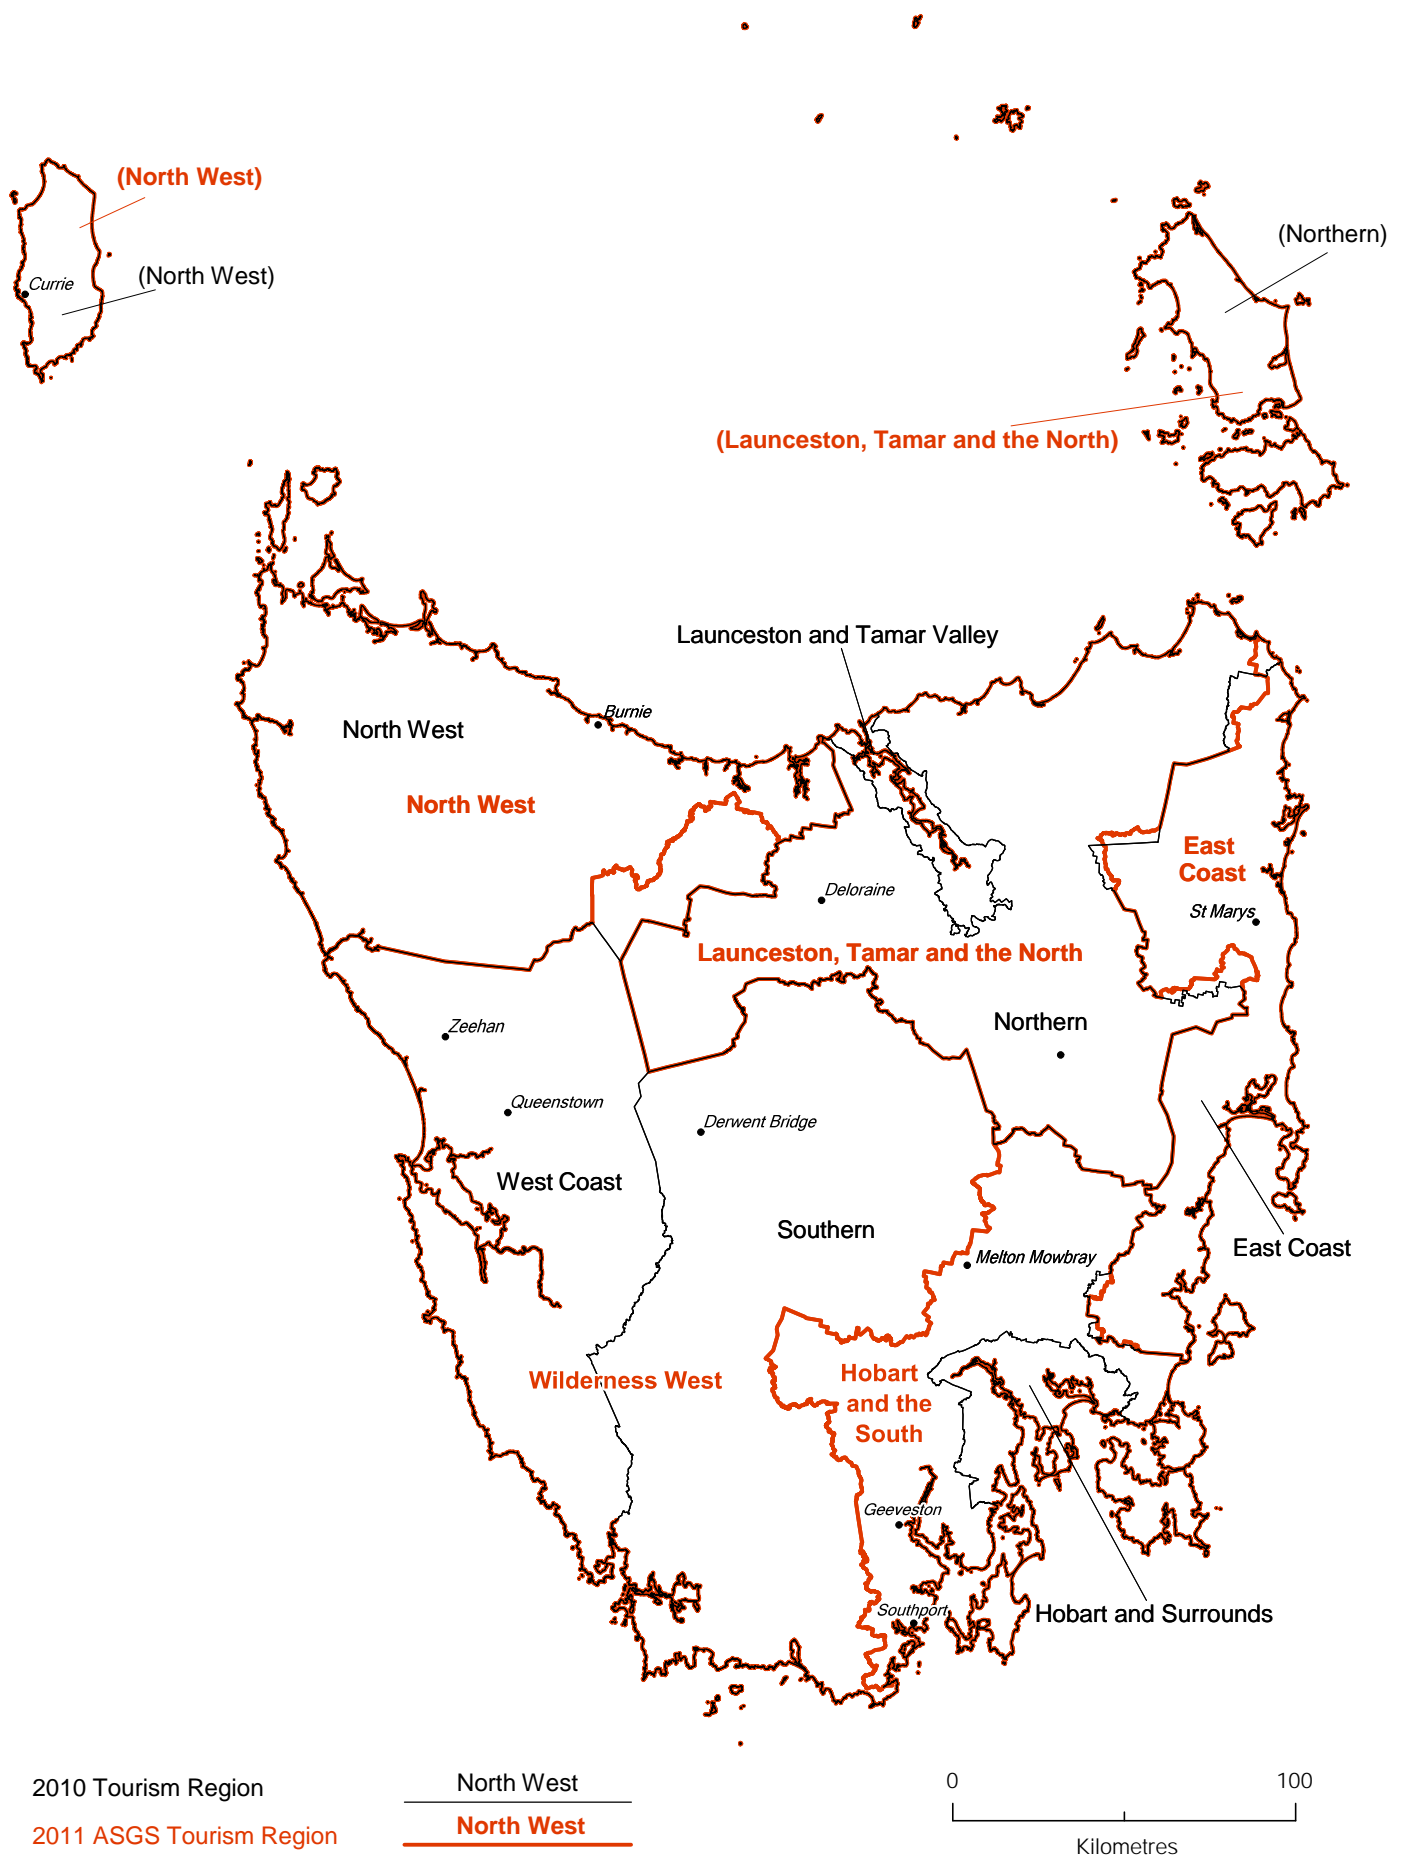 (North West)
(Northern)
(North West)
Currie
(Launceston, Tamar and the North)
Launceston and Tamar Valley
Burnie
North West
North West
East
Coast
Deloraine
St Marys
Launceston, Tamar and the North
Northern
Zeehan
Queenstown
Derwent Bridge
West Coast
Southern
East Coast
Melton Mowbray
Wilderness West
Hobart
and the
South
Geeveston
Southport
Hobart and Surrounds
2010 Tourism Region
North West
2011 ASGS Tourism Region
North West
0
100
Kilometres